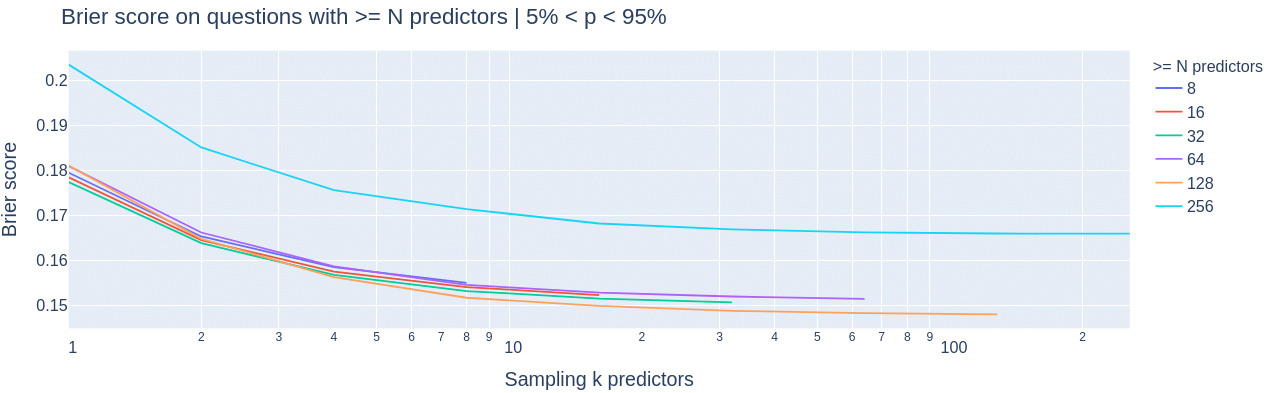 Brier score on questions with >= N predictors | 5% < p < 95%
Brier score
0.2
0.19
0.18
0.17
0.16
0.15
1 2 3 4 5 6 7 8 9 10 2 3 4 5 6 7 8 9 100 2
Sampling k predictors
>= N predictors
8
16
32
64
128
256